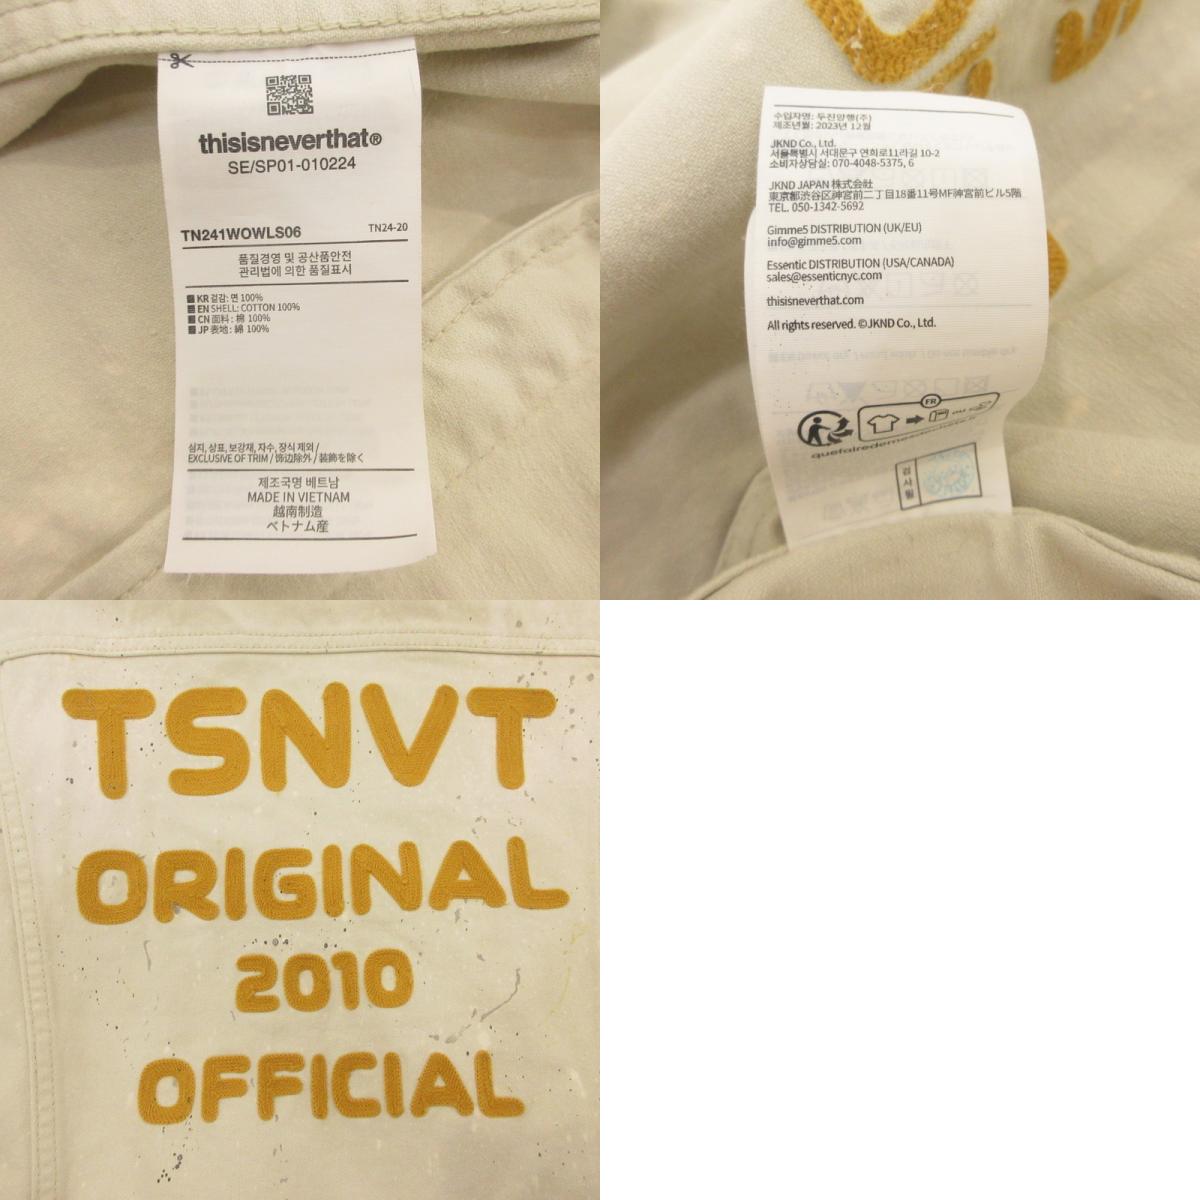 thisisneverthat®
SE/SP01-010224
TN241WOWLS06 TN24-20
품질경영 및 공산품안전
관리법에 의한 품질표시
KR 겉감: 면 100%
EN SHELL: COTTON 100%
CN 面料: 棉 100%
JP 表地: 綿 100%
심지, 상표, 보강재, 자수, 장식 제외 /
EXCLUSIVE OF TRIM / 饰边除外 / 装飾を除く
제조국명 베트남
MADE IN VIETNAM
越南制造
ベトナム産
수입자명: 두진양행(주)
제조년월: 2023년 12월
JKND Co., Ltd.
서울특별시 서대문구 연희로11라길 10-2
소비자상담실: 070-4048-5375, 6
JKND JAPAN 株式会社
東京都渋谷区神宮前二丁目18番11号MF神宮前ビル5階
TEL. 050-1342-5692
Gimme5 DISTRIBUTION (UK/EU)
info@gimme5.com
Essentic DISTRIBUTION (USA/CANADA)
sales@essenticnyc.com
thisisneverthat.com
All rights reserved. ©JKND Co., Ltd.
FR
ou
quefairedemesdechets.fr
검사필
TSNVT
ORIGINAL
2010
OFFICIAL